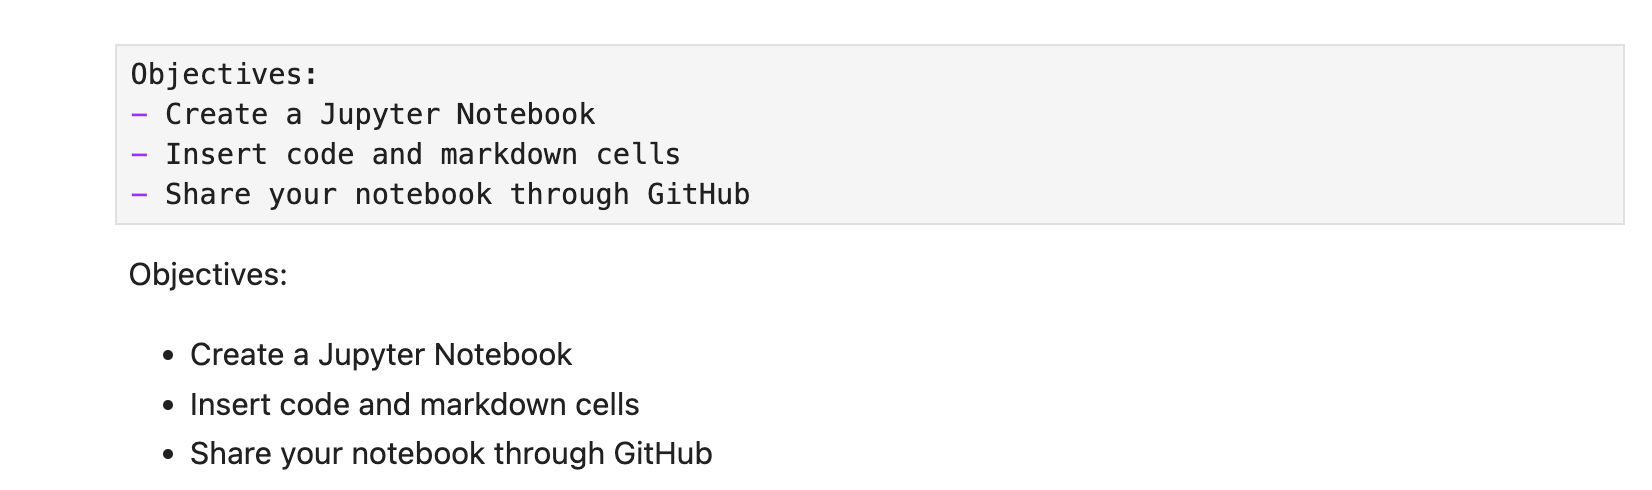 Objectives:
- Create a Jupyter Notebook
- Insert code and markdown cells
- Share your notebook through GitHub
Objectives:
• Create a Jupyter Notebook
• Insert code and markdown cells
• Share your notebook through GitHub